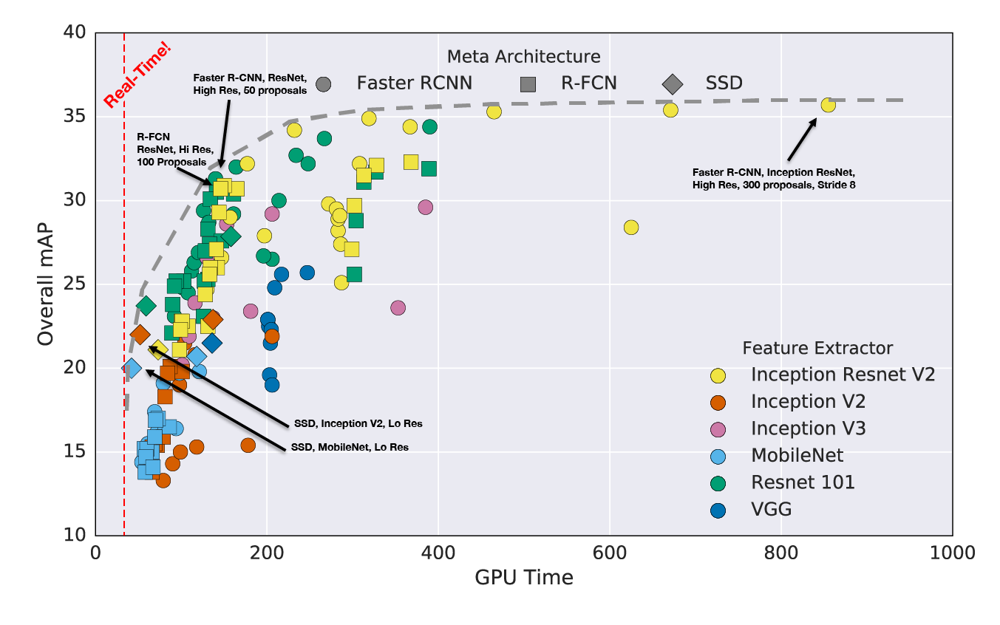 40
35
30
25
20
15
10
Overall mAP
0
200
400
600
800
1000
GPU Time
Real-Time!
Meta Architecture
Faster RCNN
R-FCN
SSD
Faster R-CNN, ResNet,
High Res, 50 proposals
R-FCN
ResNet, Hi Res,
100 Proposals
Faster R-CNN, Inception ResNet,
High Res, 300 proposals, Stride 8
SSD, Inception V2, Lo Res
SSD, MobileNet, Lo Res
Feature Extractor
Inception Resnet V2
Inception V2
Inception V3
MobileNet
Resnet 101
VGG